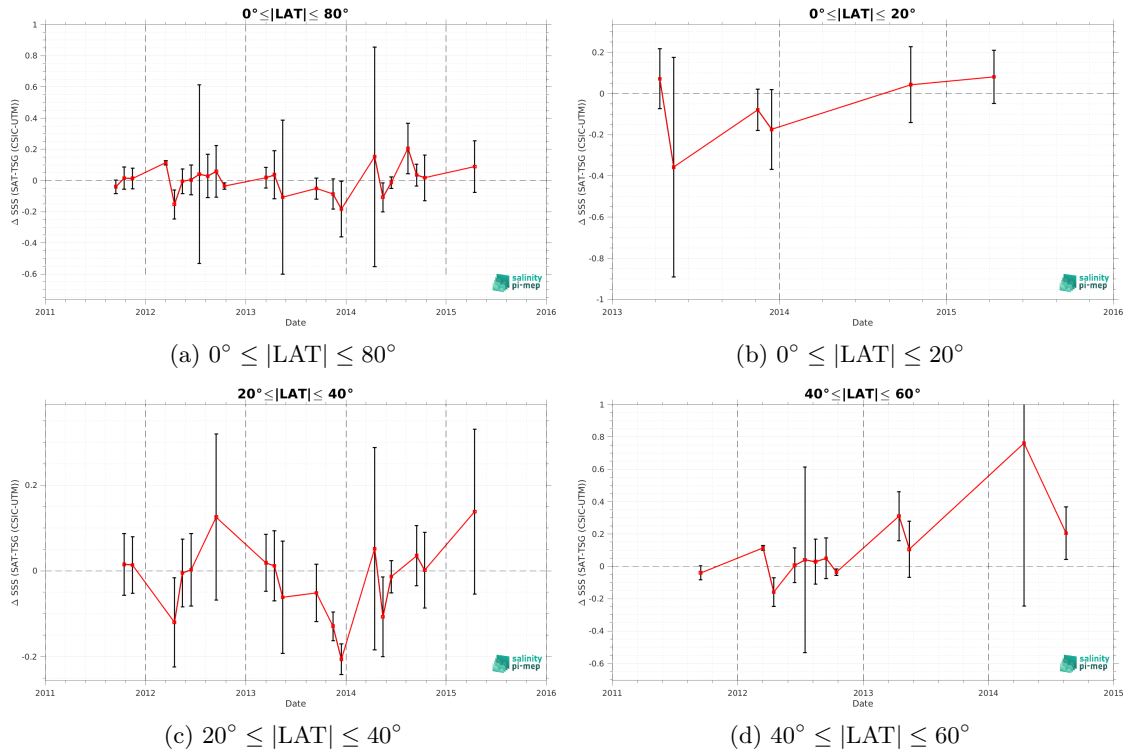 0°≤|LAT|≤ 80°
Δ SSS (SAT-TSG (CSIC-UTM))
1
0.8
0.6
0.4
0.2
0
-0.2
-0.4
-0.6
2011
2012
2013
2014
2015
2016
Date
salinity
pi-mep
(a) 0° ≤ |LAT| ≤ 80°
0°≤|LAT|≤ 20°
Δ SSS (SAT-TSG (CSIC-UTM))
0.2
0
-0.2
-0.4
-0.6
-0.8
-1
2013
2014
2015
2016
Date
salinity
pi-mep
(b) 0° ≤ |LAT| ≤ 20°
20°≤|LAT|≤ 40°
Δ SSS (SAT-TSG (CSIC-UTM))
0.2
0
-0.2
2011
2012
2013
2014
2015
2016
Date
salinity
pi-mep
(c) 20° ≤ |LAT| ≤ 40°
40°≤|LAT|≤ 60°
Δ SSS (SAT-TSG (CSIC-UTM))
1
0.8
0.6
0.4
0.2
0
-0.2
-0.4
-0.6
2011
2012
2013
2014
2015
Date
salinity
pi-mep
(d) 40° ≤ |LAT| ≤ 60°